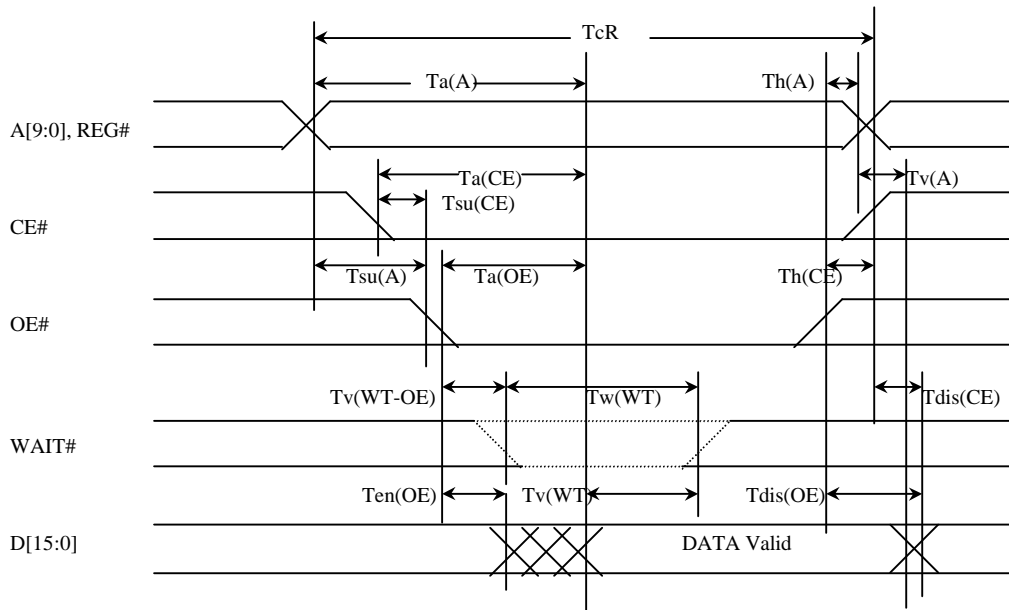 TcR
Ta(A)
Th(A)
A[9:0], REG#
Ta(CE)
Tv(A)
Tsu(CE)
CE#
Tsu(A)
Ta(OE)
Th(CE)
OE#
Tv(WT-OE)
Tw(WT)
Tdis(CE)
WAIT#
Ten(OE)
Tv(WT)
Tdis(OE)
D[15:0]
DATA Valid